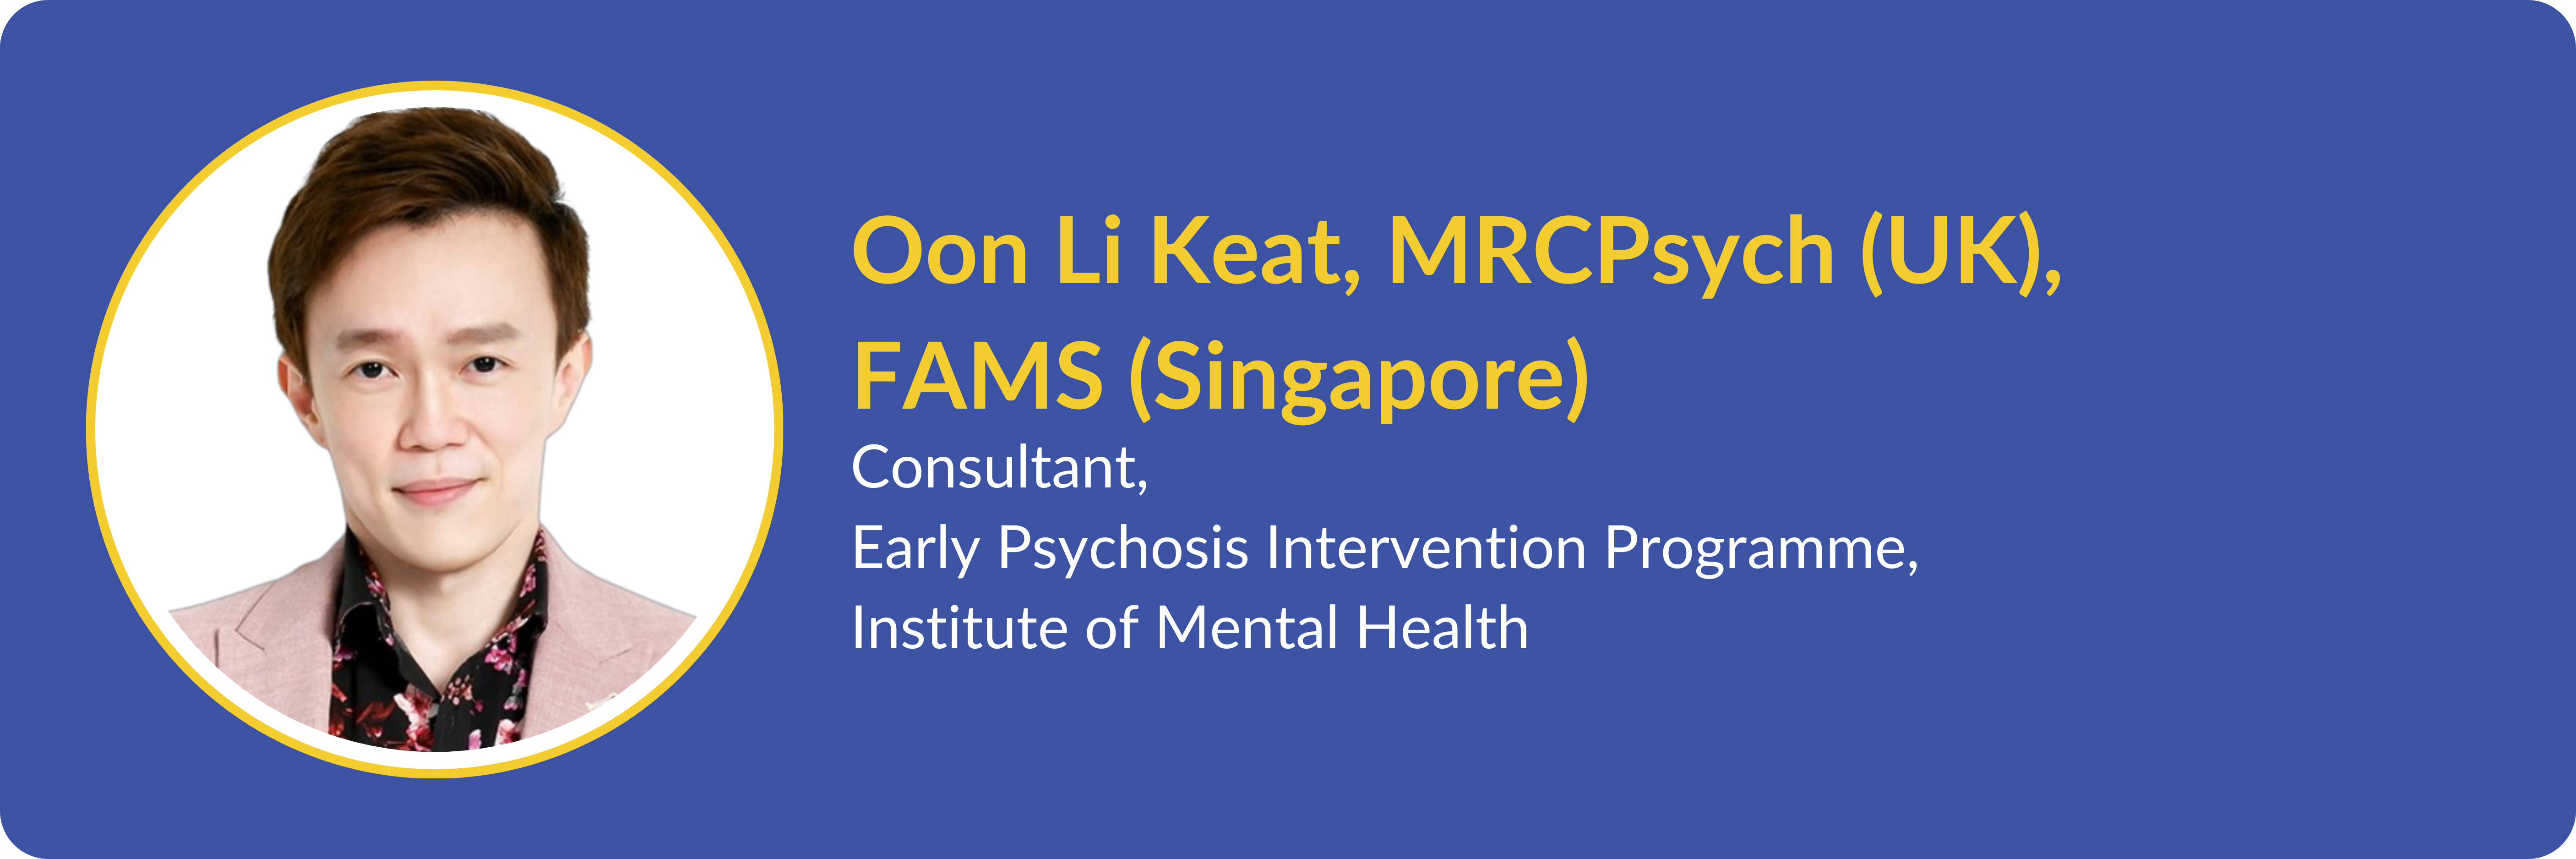 Oon Li Keat, MRCPsych (UK),
FAMS (Singapore)
Consultant,
Early Psychosis Intervention Programme,
Institute of Mental Health